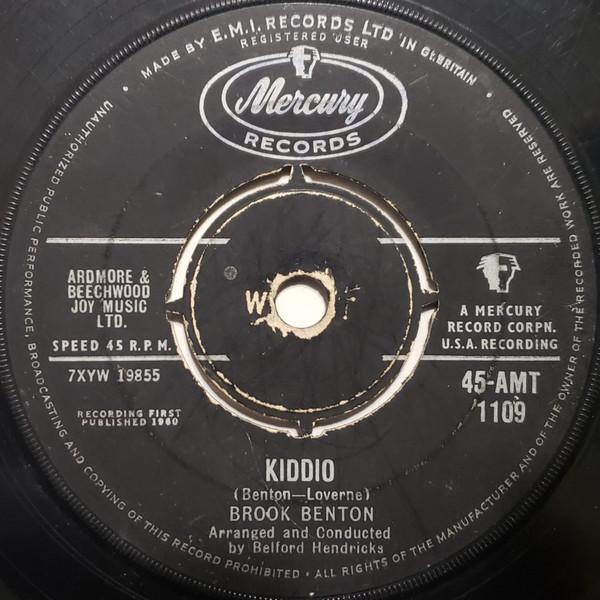 MADE BY E.M.I. RECORDS LTD IN GT. BRITAIN
REGISTERED USER
Mercury
RECORDS
ARDMORE &
BEECHWOOD
JOY MUSIC
LTD.
SPEED 45 R.P.M.
7XYW 19855
RECORDING FIRST
PUBLISHED 1960
W F
A MERCURY
RECORD CORPN.
U.S.A. RECORDING
45-AMT
1109
KIDDIO
(Benton—Loverne)
BROOK BENTON
Arranged and Conducted
by Belford Hendricks
UNAUTHORIZED PUBLIC PERFORMANCE, BROADCASTING AND COPYING OF THIS RECORD PROHIBITED • ALL RIGHTS OF THE MANUFACTURER AND OF THE OWNER OF THE RECORDED WORK ARE RESERVED